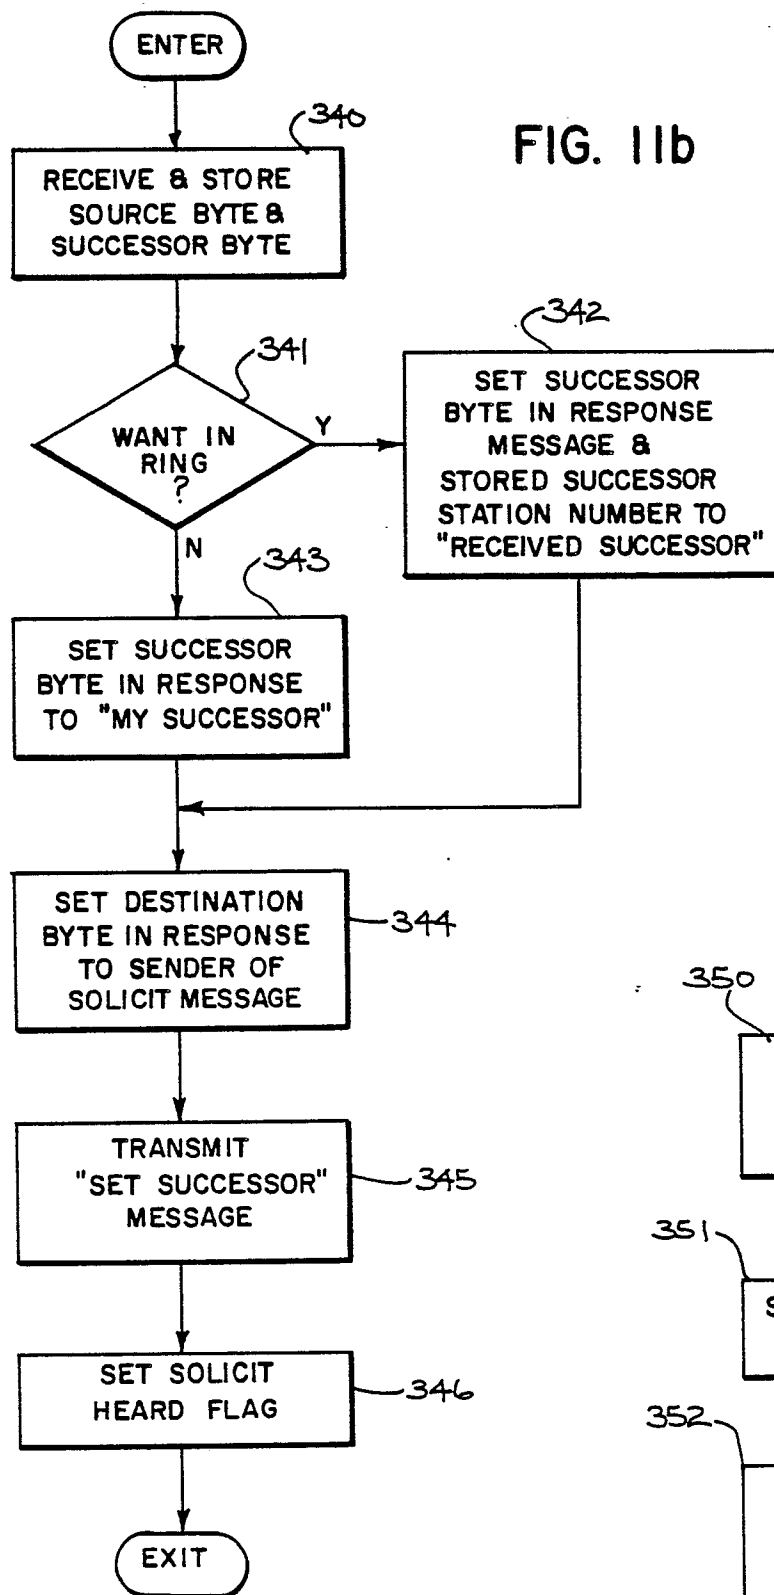 ENTER
340
FIG. 11b
RECEIVE & STORE
SOURCE BYTE &
SUCCESSOR BYTE
341
342
WANT IN
RING
?
Y
N
SET SUCCESSOR
BYTE IN RESPONSE
MESSAGE &
STORED SUCCESSOR
STATION NUMBER TO
"RECEIVED SUCCESSOR"
343
SET SUCCESSOR
BYTE IN RESPONSE
TO "MY SUCCESSOR"
SET DESTINATION
BYTE IN RESPONSE
TO SENDER OF
SOLICIT MESSAGE
344
350
TRANSMIT
"SET SUCCESSOR"
MESSAGE
345
351
S
SET SOLICIT
HEARD FLAG
346
352
EXIT